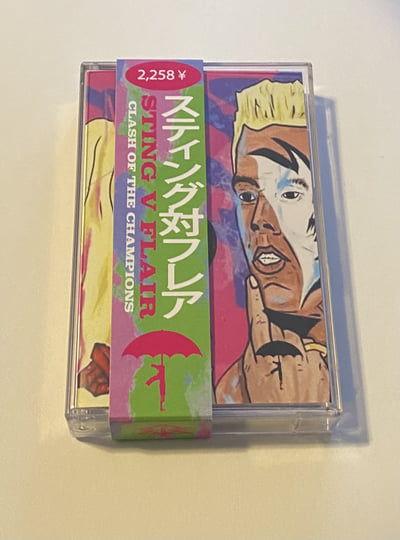 2,258 ¥
スティング対フレア
STING V FLAIR
CLASH OF THE CHAMPIONS